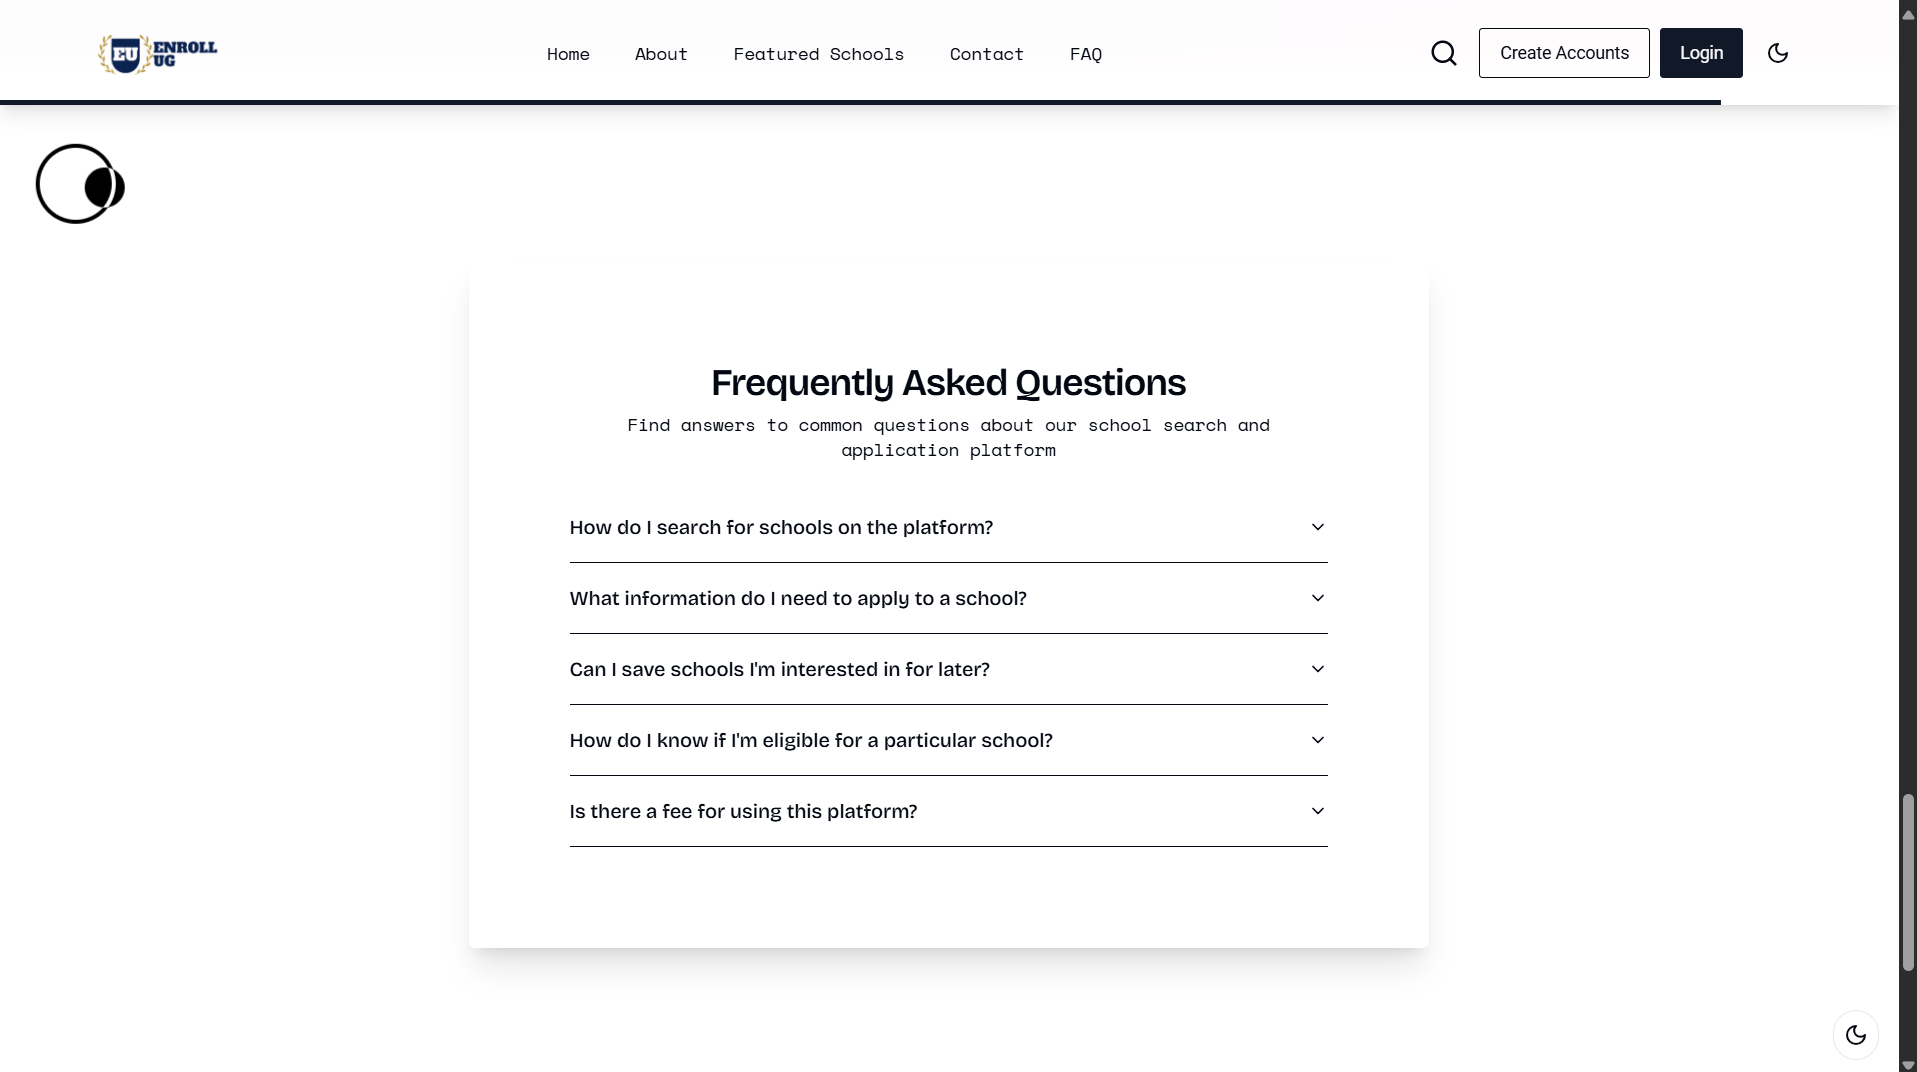 EU
ENROLL
UG
Home
About
Featured Schools
Contact
FAQ
Create Accounts
Login
Frequently Asked Questions
Find answers to common questions about our school search and
application platform
How do I search for schools on the platform?
What information do I need to apply to a school?
Can I save schools I'm interested in for later?
How do I know if I'm eligible for a particular school?
Is there a fee for using this platform?